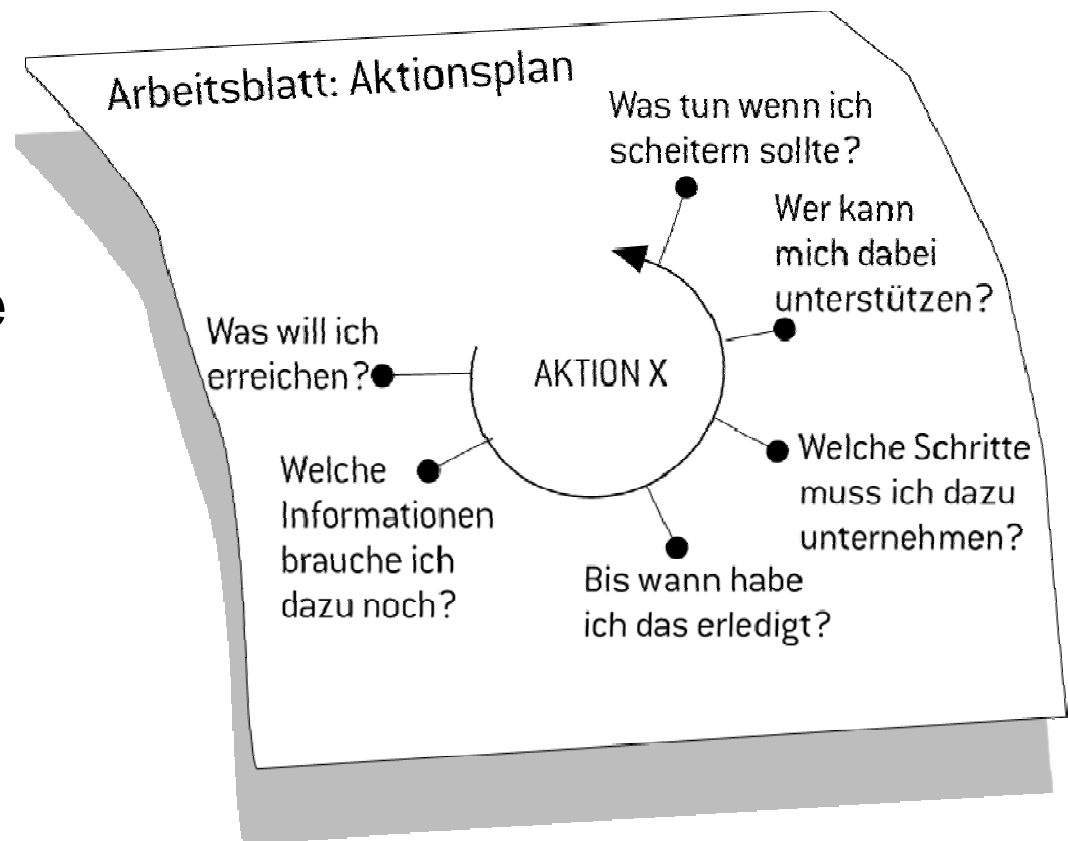 Arbeitsblatt: Aktionsplan
Was tun wenn ich
scheitern sollte?
Wer kann
mich dabei
unterstützen?
Was will ich
erreichen?
AKTION X
Welche Schritte
muss ich dazu
unternehmen?
Welche
Informationen
brauche ich
dazu noch?
Bis wann habe
ich das erledigt?
e